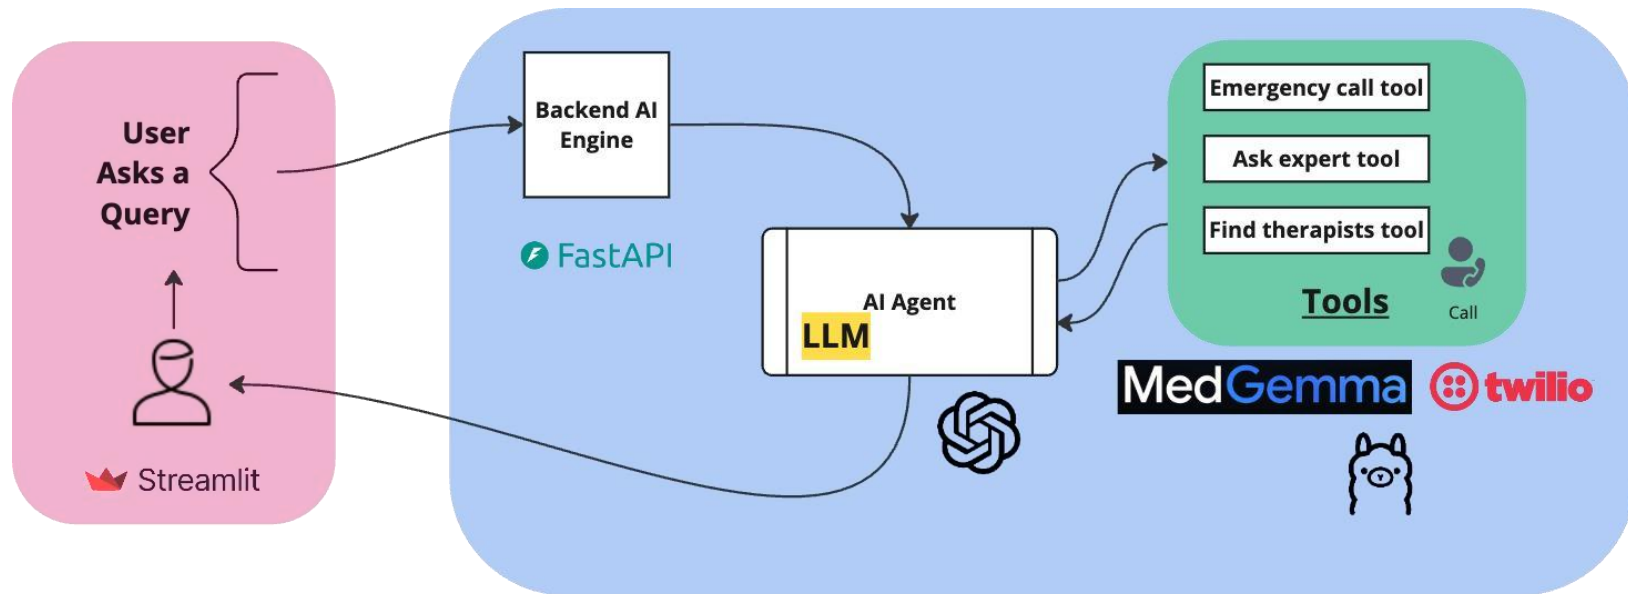 User
Asks a
Query
Streamlit
Backend AI
Engine
FastAPI
AI Agent
LLM
Emergency call tool
Ask expert tool
Find therapists tool
Tools
Call
MedGemma
twilio